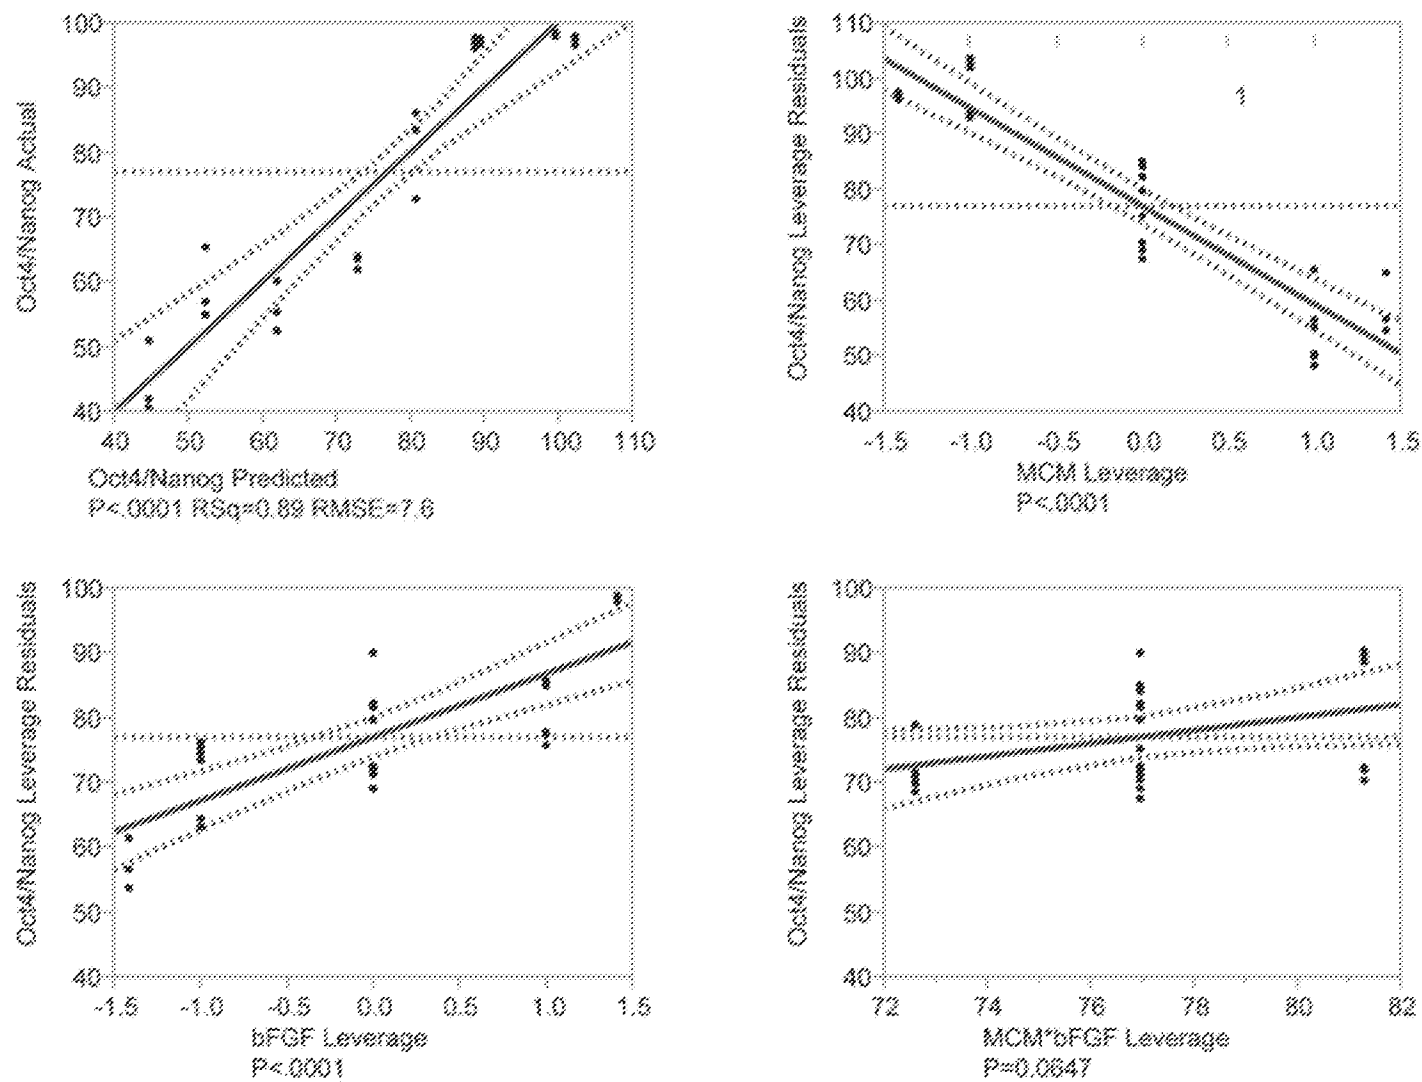 Oct4/Nanog Actual
100
90
80
70
60
50
40
40 50 60 70 80 90 100 110
Oct4/Nanog Predicted
P<.0001 RSq=0.89 RMSE=7.6
Oct4/Nanog Leverage Residuals
110
100
90
80
70
60
50
40
1
-1.5 -1.0 -0.5 0.0 0.5 1.0 1.5
MCM Leverage
P<.0001
Oct4/Nanog Leverage Residuals
100
90
80
70
60
50
40
-1.5 -1.0 -0.5 0.0 0.5 1.0 1.5
bFGF Leverage
P<.0001
Oct4/Nanog Leverage Residuals
100
90
80
70
60
50
40
72 74 76 78 80 82
MCM*bFGF Leverage